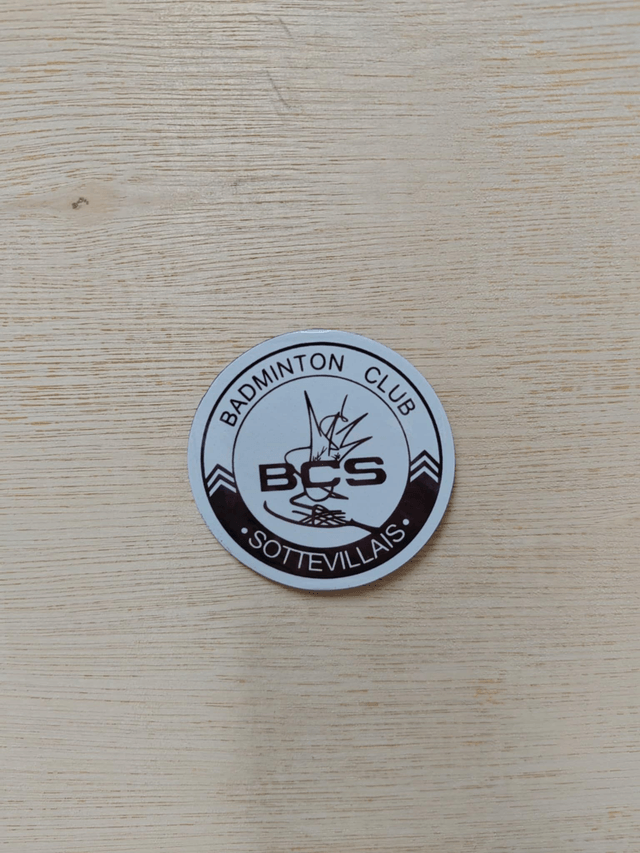 BADMINTON CLUB
BCS
• SOTTEVILLAIS •